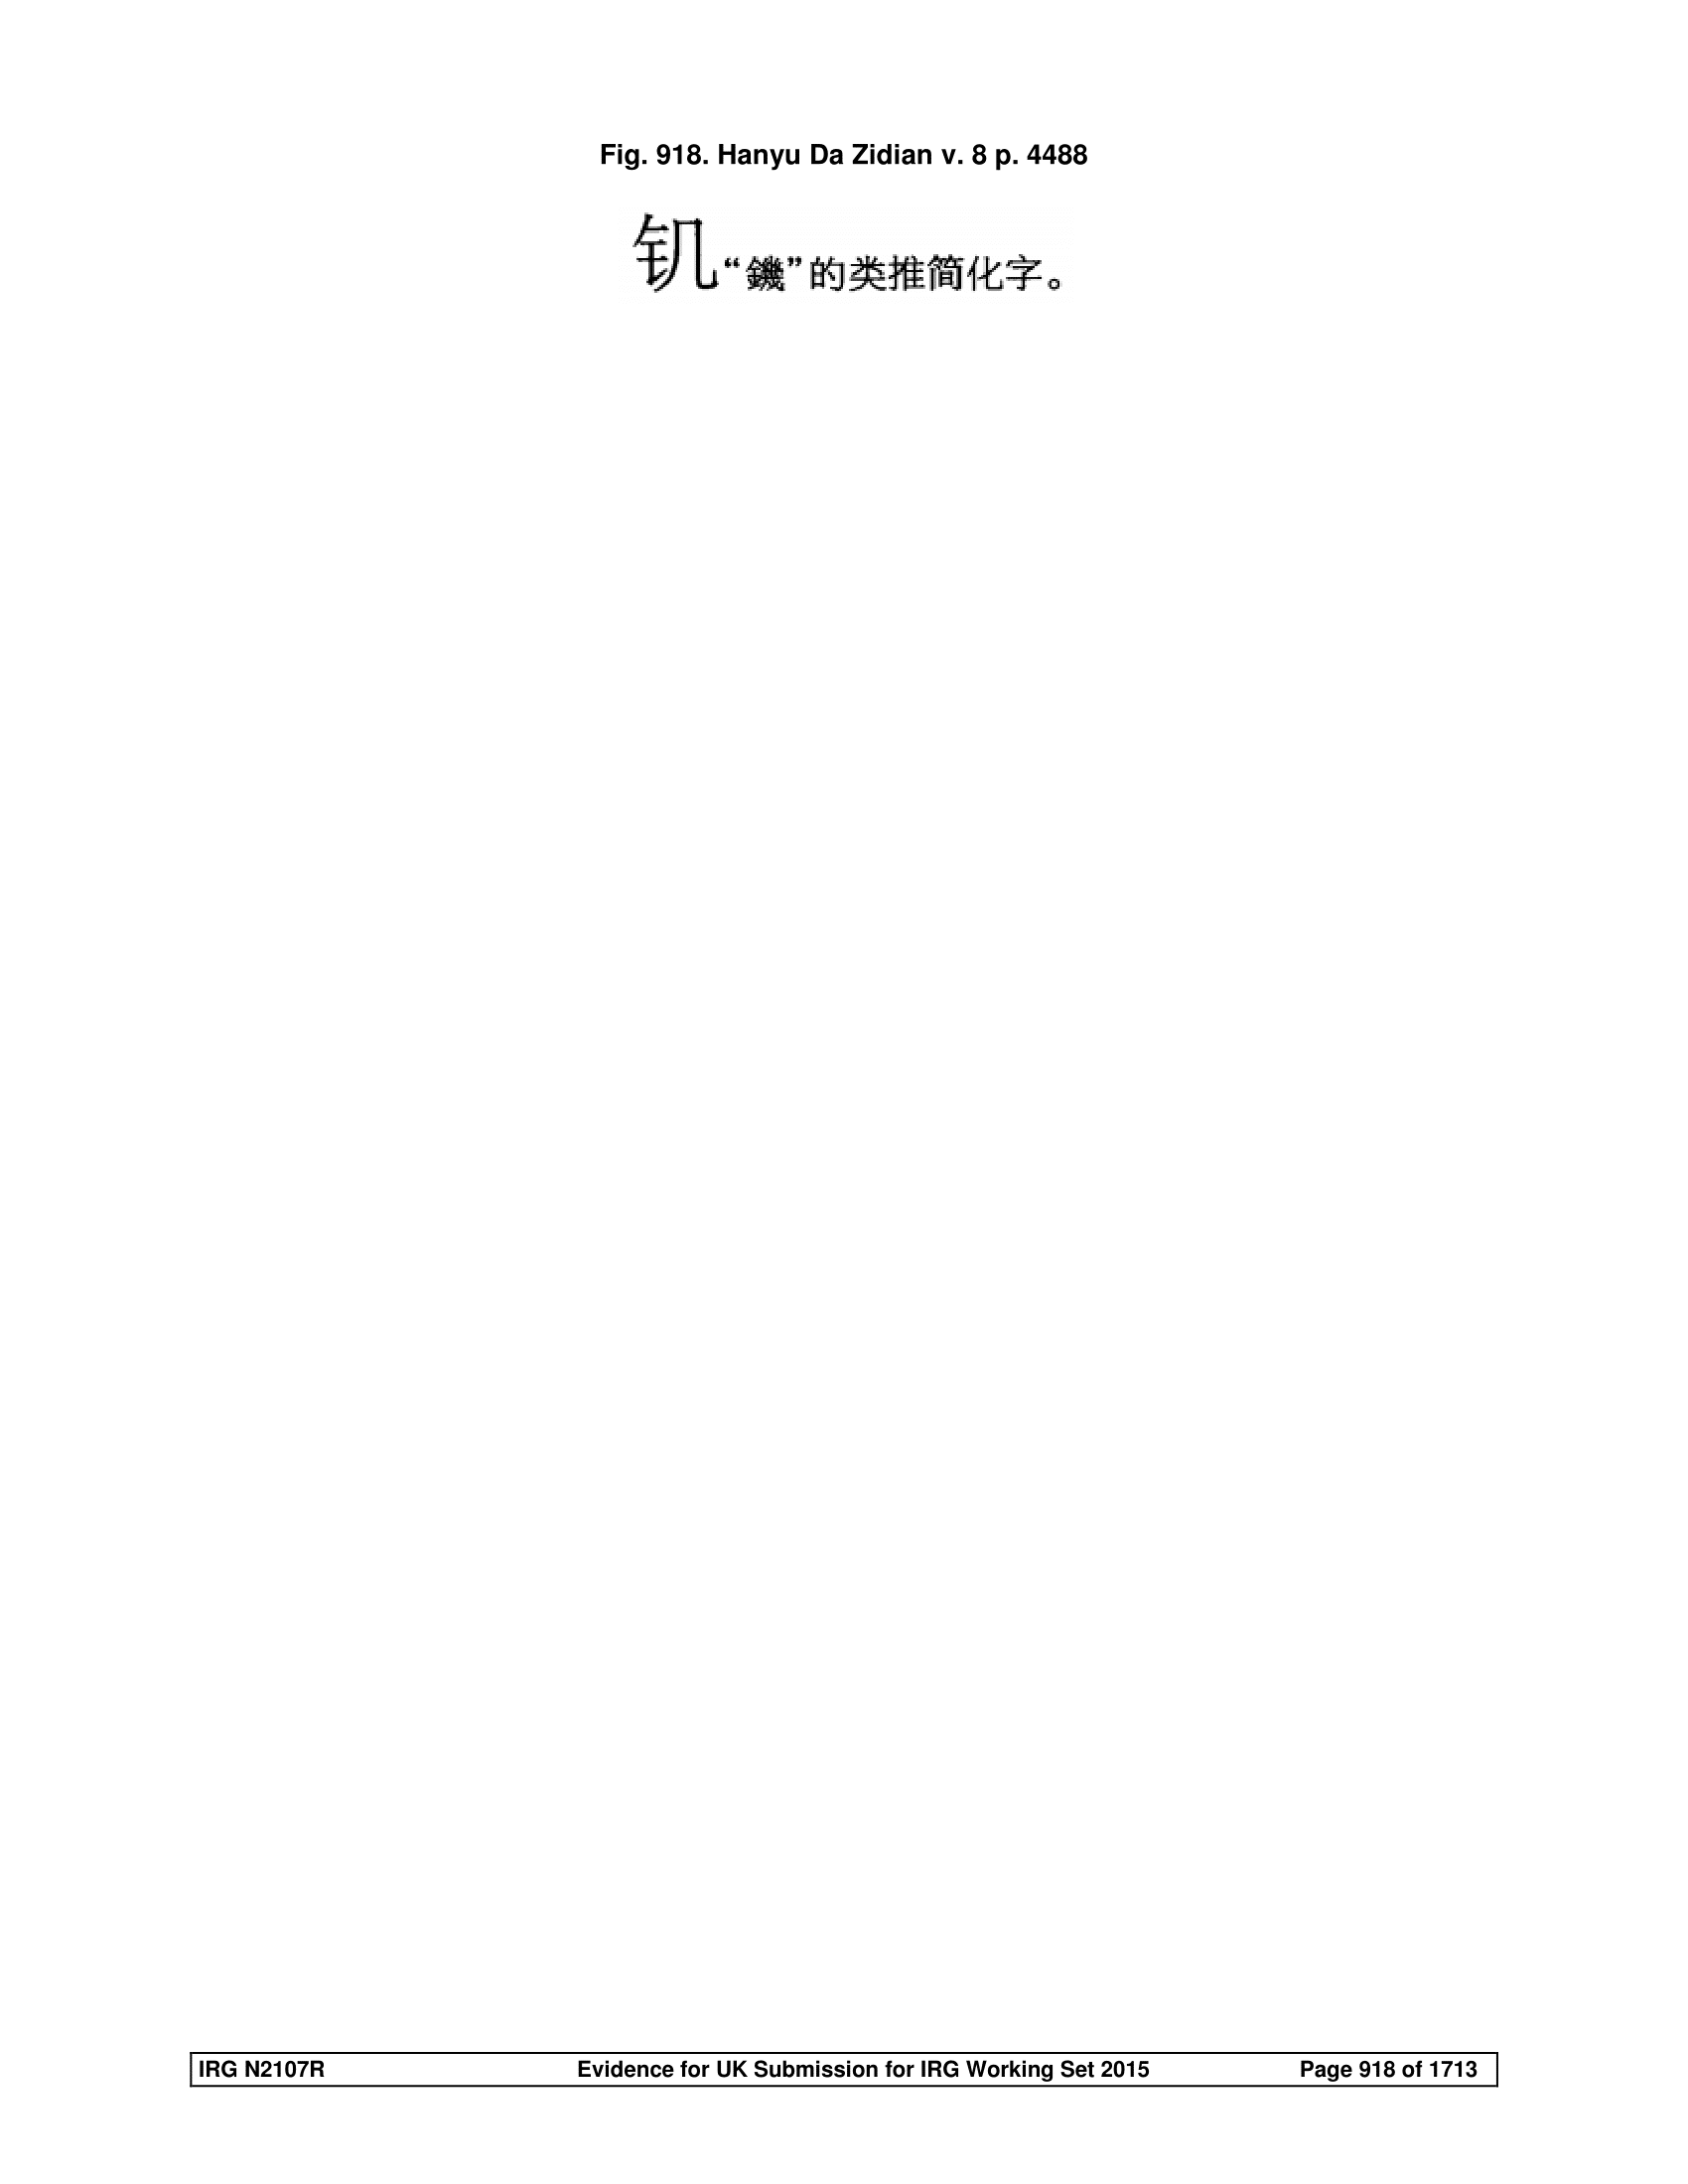 Fig. 918. Hanyu Da Zidian v. 8 p. 4488
𰽗“鐖”的类推简化字。
IRG N2107R Evidence for UK Submission for IRG Working Set 2015 Page 918 of 1713